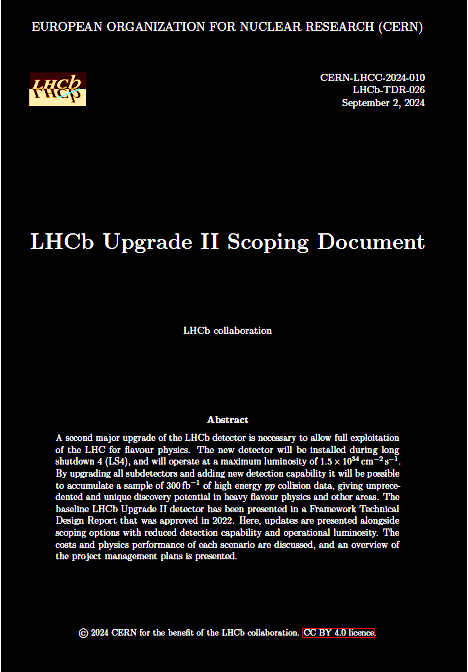 EUROPEAN ORGANIZATION FOR NUCLEAR RESEARCH (CERN)
LHCb
CERN-LHCC-2024-010
LHCb-TDR-026
September 2, 2024
LHCb Upgrade II Scoping Document
LHCb collaboration
Abstract
A second major upgrade of the LHCb detector is necessary to allow full exploitation
of the LHC for flavour physics. The new detector will be installed during long
shutdown 4 (LS4), and will operate at a maximum luminosity of 1.5 × 10³⁴ cm⁻² s⁻¹.
By upgrading all subdetectors and adding new detection capability it will be possible
to accumulate a sample of 300 fb⁻¹ of high energy pp collision data, giving unprece-
dented and unique discovery potential in heavy flavour physics and other areas. The
baseline LHCb Upgrade II detector has been presented in a Framework Technical
Design Report that was approved in 2022. Here, updates are presented alongside
scoping options with reduced detection capability and operational luminosity. The
costs and physics performance of each scenario are discussed, and an overview of
the project management plans is presented.
© 2024 CERN for the benefit of the LHCb collaboration. CC BY 4.0 licence.